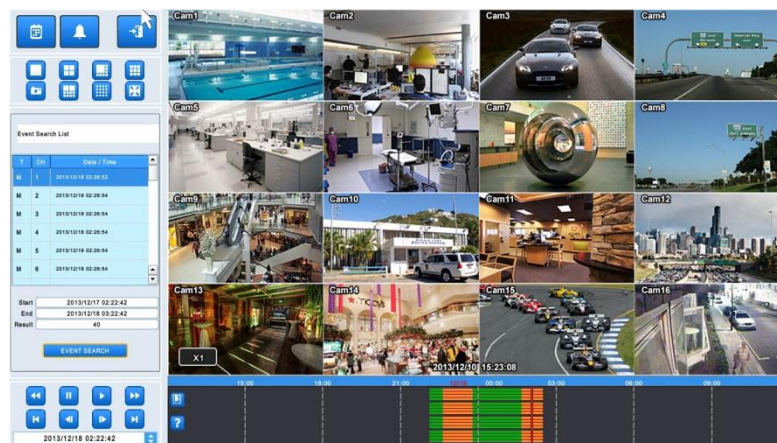 Cam1
Cam2
Cam3
Cam4
Cam5
Cam6
Cam7
Cam8
Event Search List
T CH Date / Time
M 1 2013/12/18 02:26:52
M 2 2013/12/18 02:26:54
M 3 2013/12/18 02:26:54
M 4 2013/12/18 02:26:54
M 5 2013/12/18 02:26:54
M 6 2013/12/18 02:26:54
Cam9
Cam10
Cam11
Cam12
Start 2013/12/17 02:22:42
End 2013/12/18 03:22:42
Result 40
EVENT SEARCH
Cam13
Cam14
Cam15
Cam16
X1
2013/12/10 15:23:08
15:00 18:00 21:00 12/18 00:00 03:00 06:00 09:00
?
2013/12/18 02:22:42